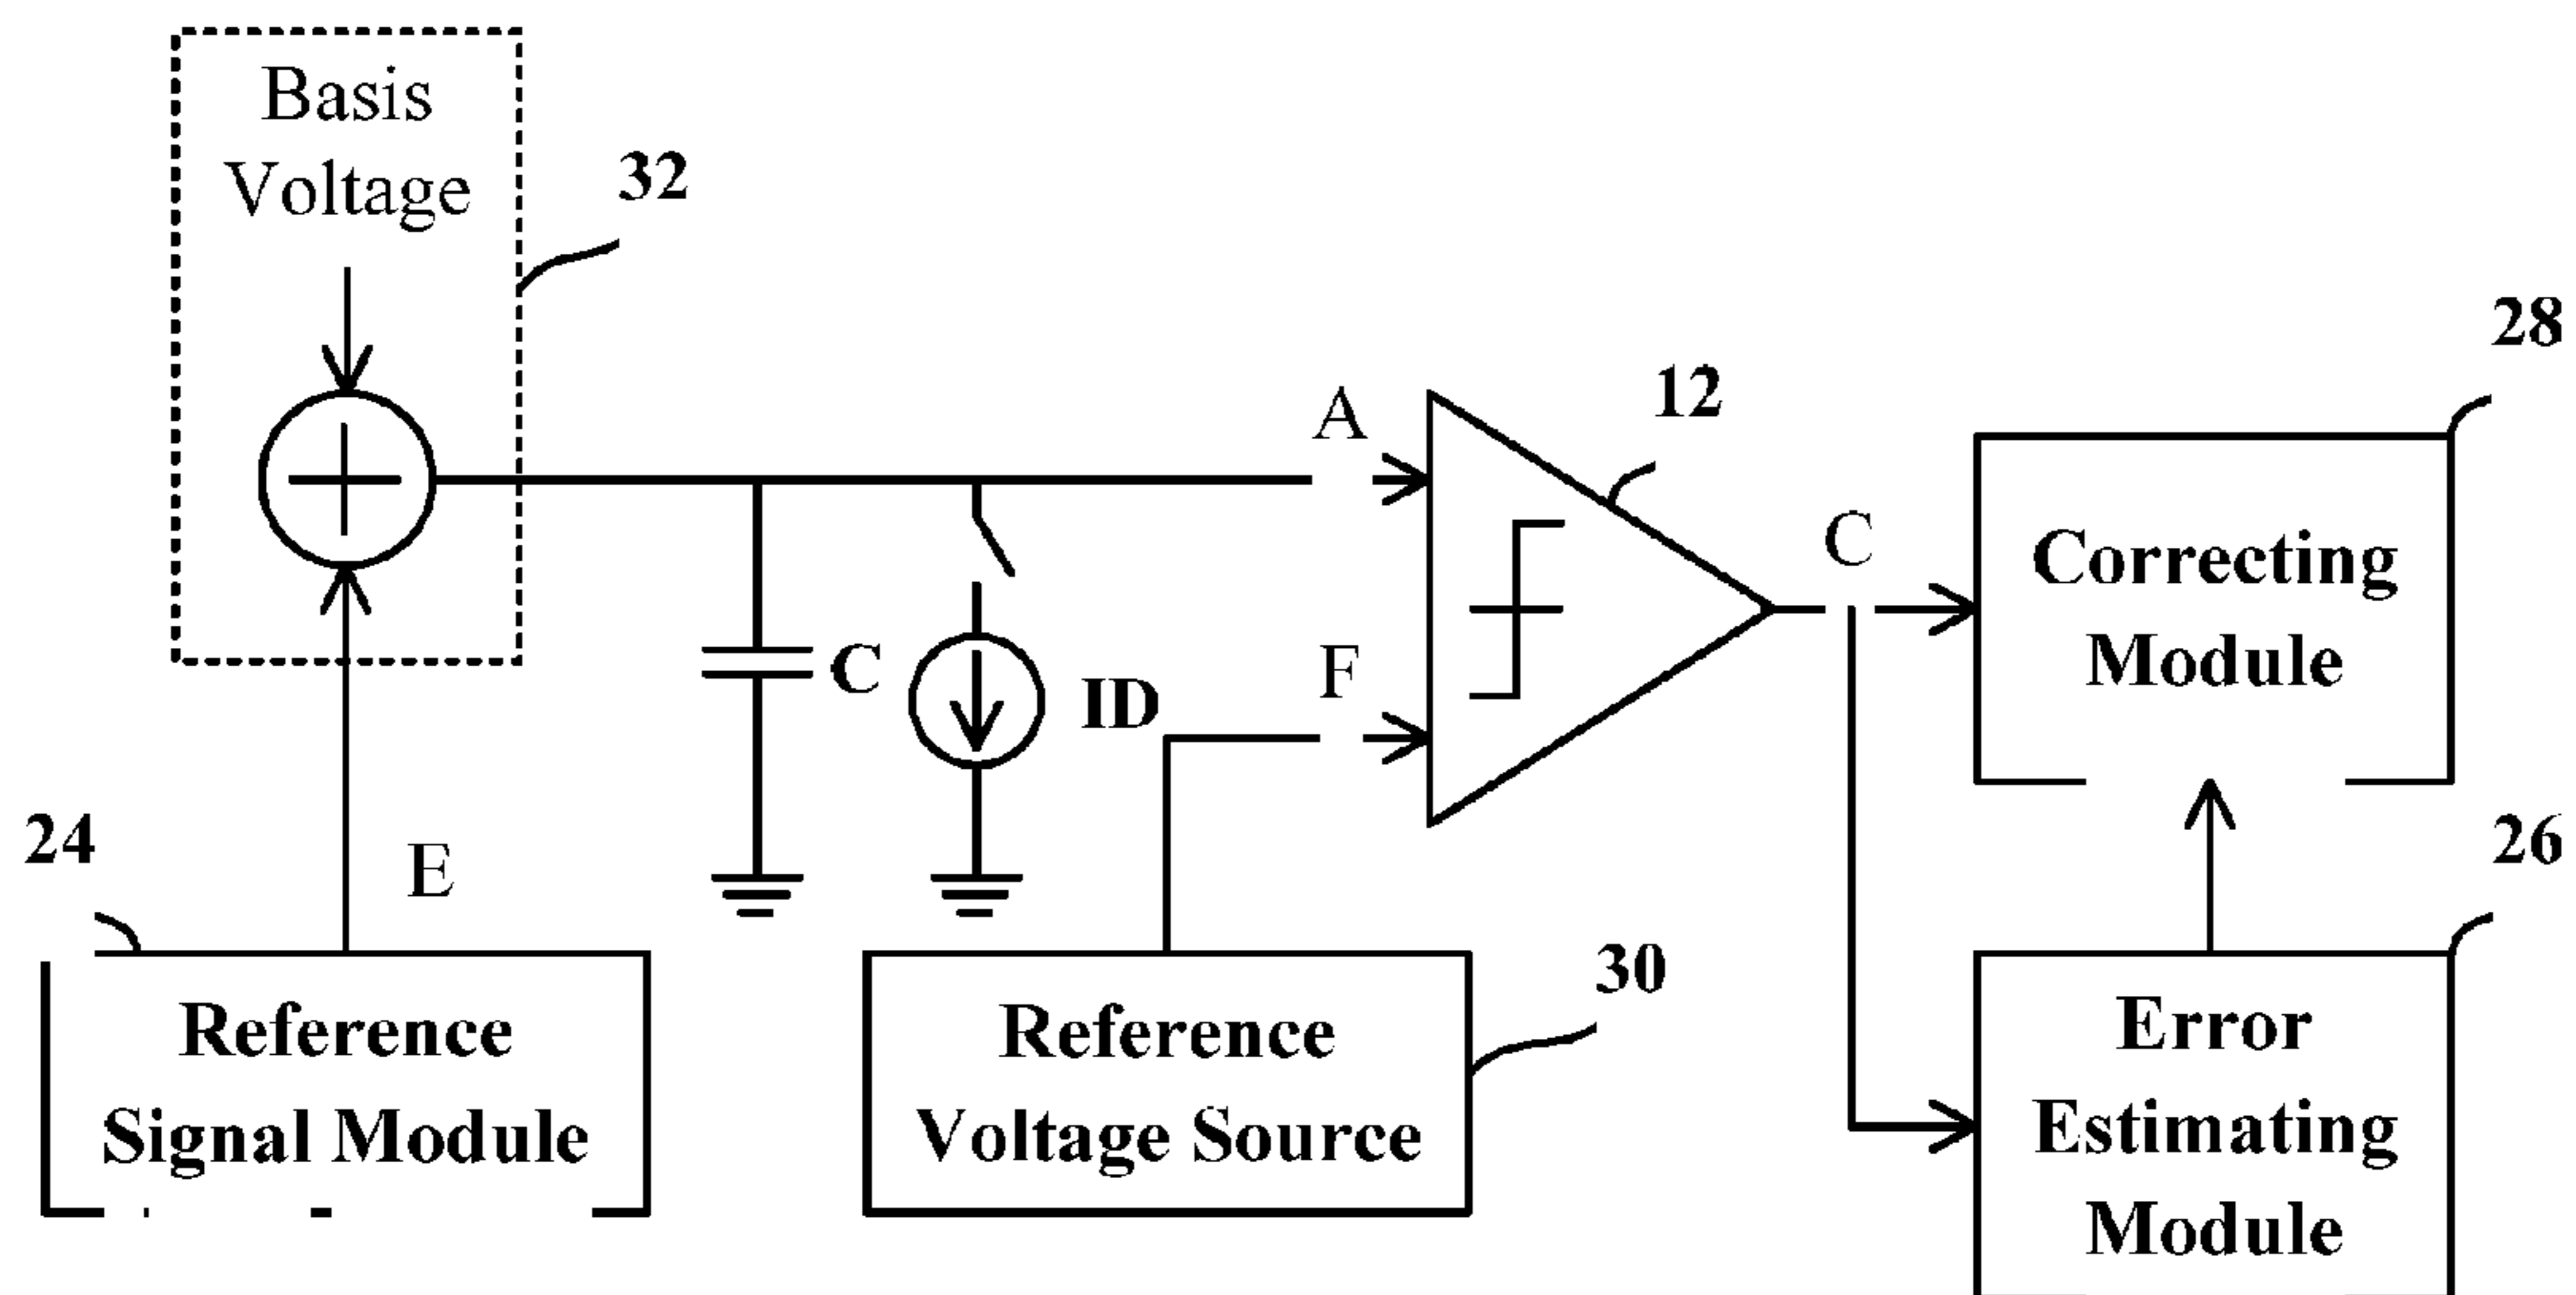 Basis
Voltage
32
A
12
28
C
Correcting
Module
F
C
ID
24
E
26
Reference
Signal Module
30
Reference
Voltage Source
Error
Estimating
Module